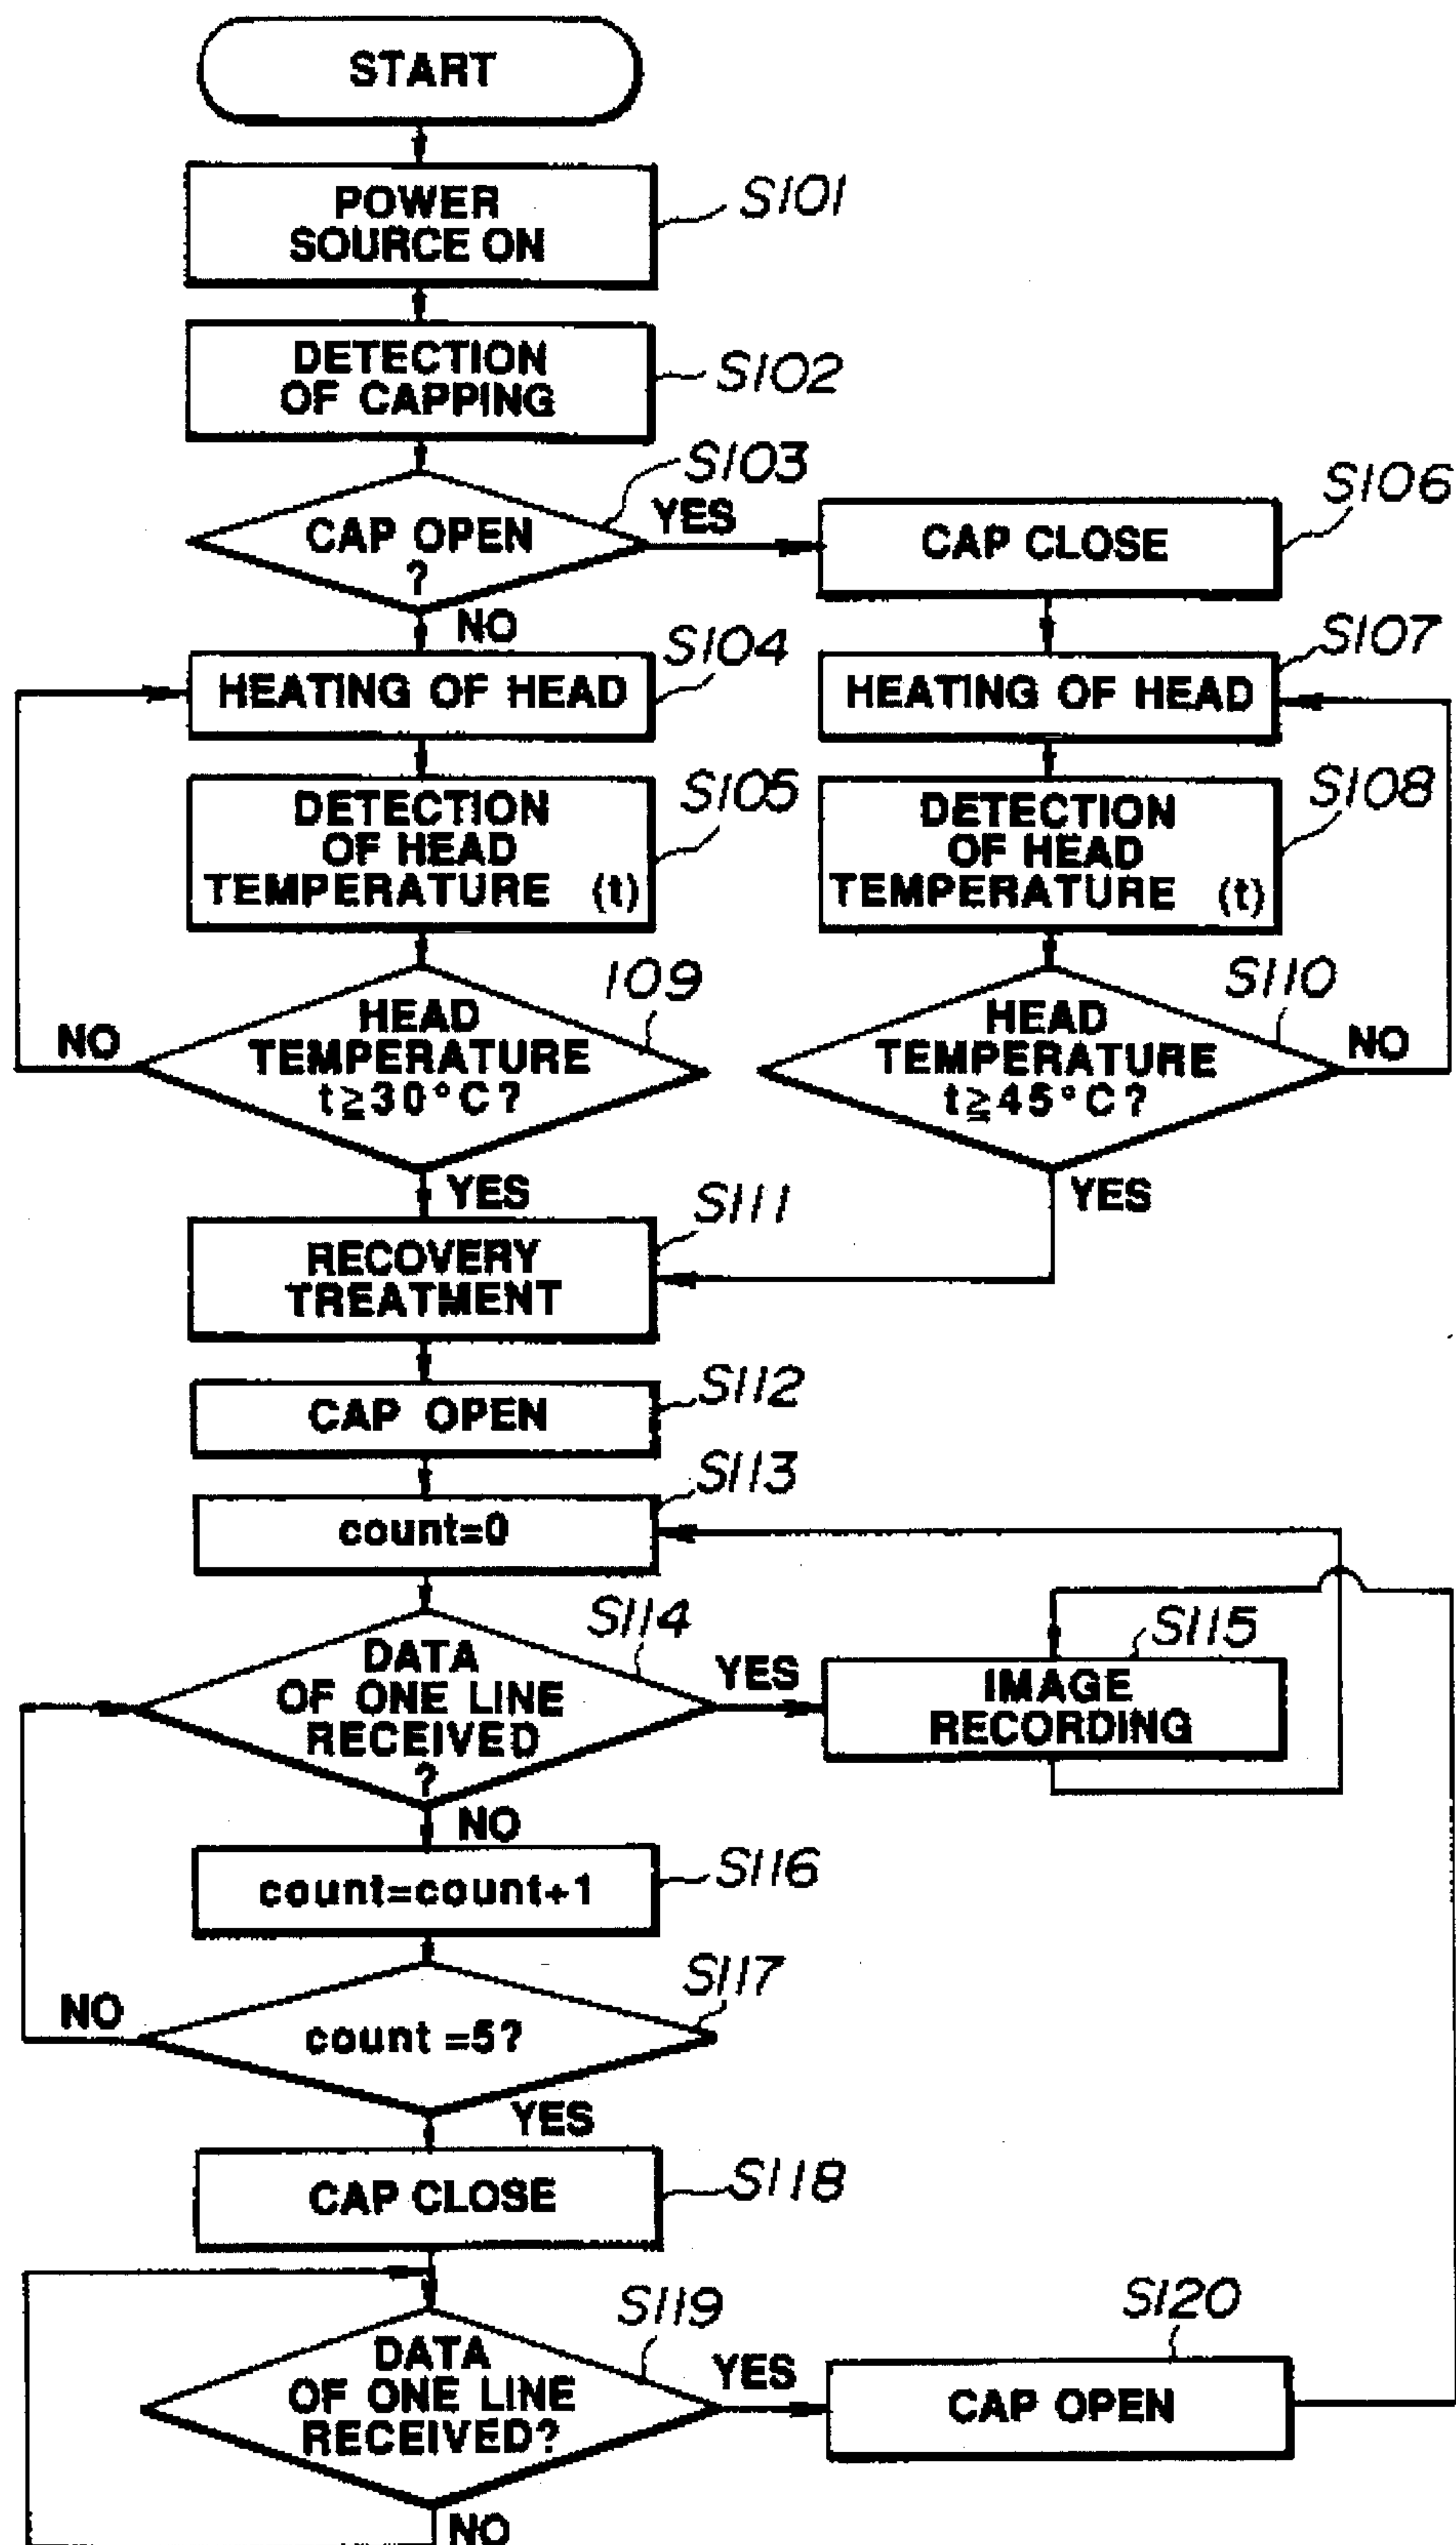 START
POWER
SOURCE ON
S101
DETECTION
OF CAPPING
S102
S103
CAP OPEN
?
YES
NO
CAP CLOSE
S106
HEATING OF HEAD
S104
HEATING OF HEAD
S107
DETECTION
OF HEAD
TEMPERATURE (t)
S105
DETECTION
OF HEAD
TEMPERATURE (t)
S108
HEAD
TEMPERATURE
t≧30°C?
109
NO
YES
HEAD
TEMPERATURE
t≧45°C?
S110
NO
YES
RECOVERY
TREATMENT
S111
CAP OPEN
S112
count=0
S113
DATA
OF ONE LINE
RECEIVED
?
S114
YES
NO
IMAGE
RECORDING
S115
count=count+1
S116
count =5?
S117
NO
YES
CAP CLOSE
S118
DATA
OF ONE LINE
RECEIVED?
S119
YES
NO
CAP OPEN
S120